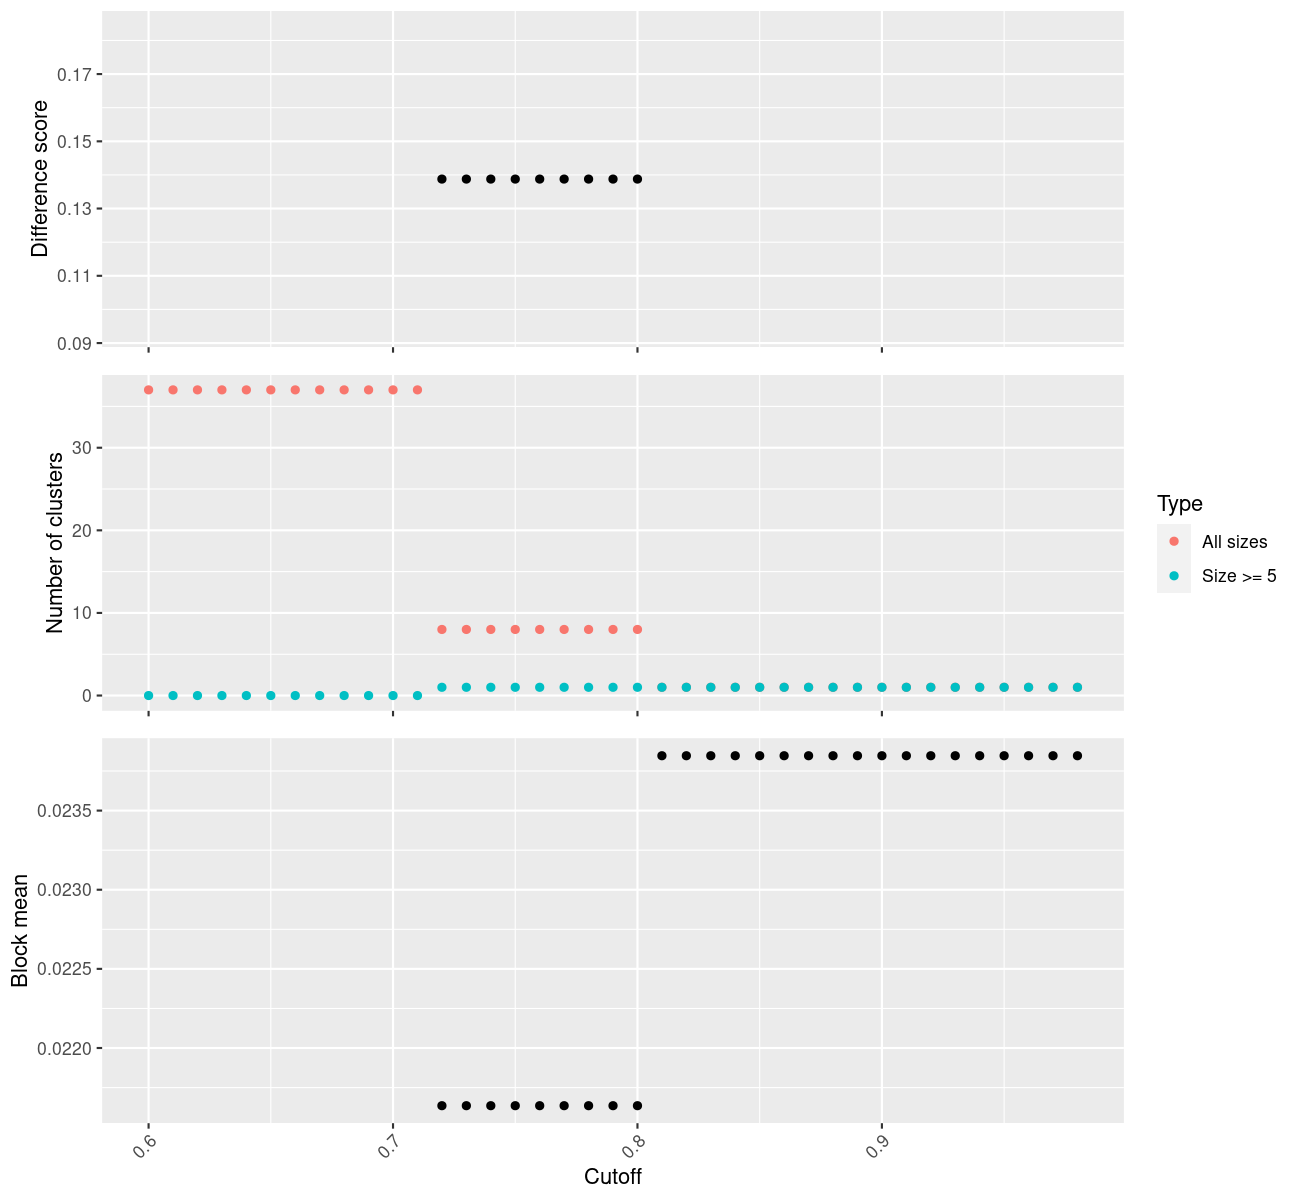 Difference score
0.17
0.15
0.13
0.11
0.09
Number of clusters
30
20
10
0
Type
All sizes
Size >= 5
Block mean
0.0235
0.0230
0.0225
0.0220
0.6
0.7
0.8
0.9
Cutoff